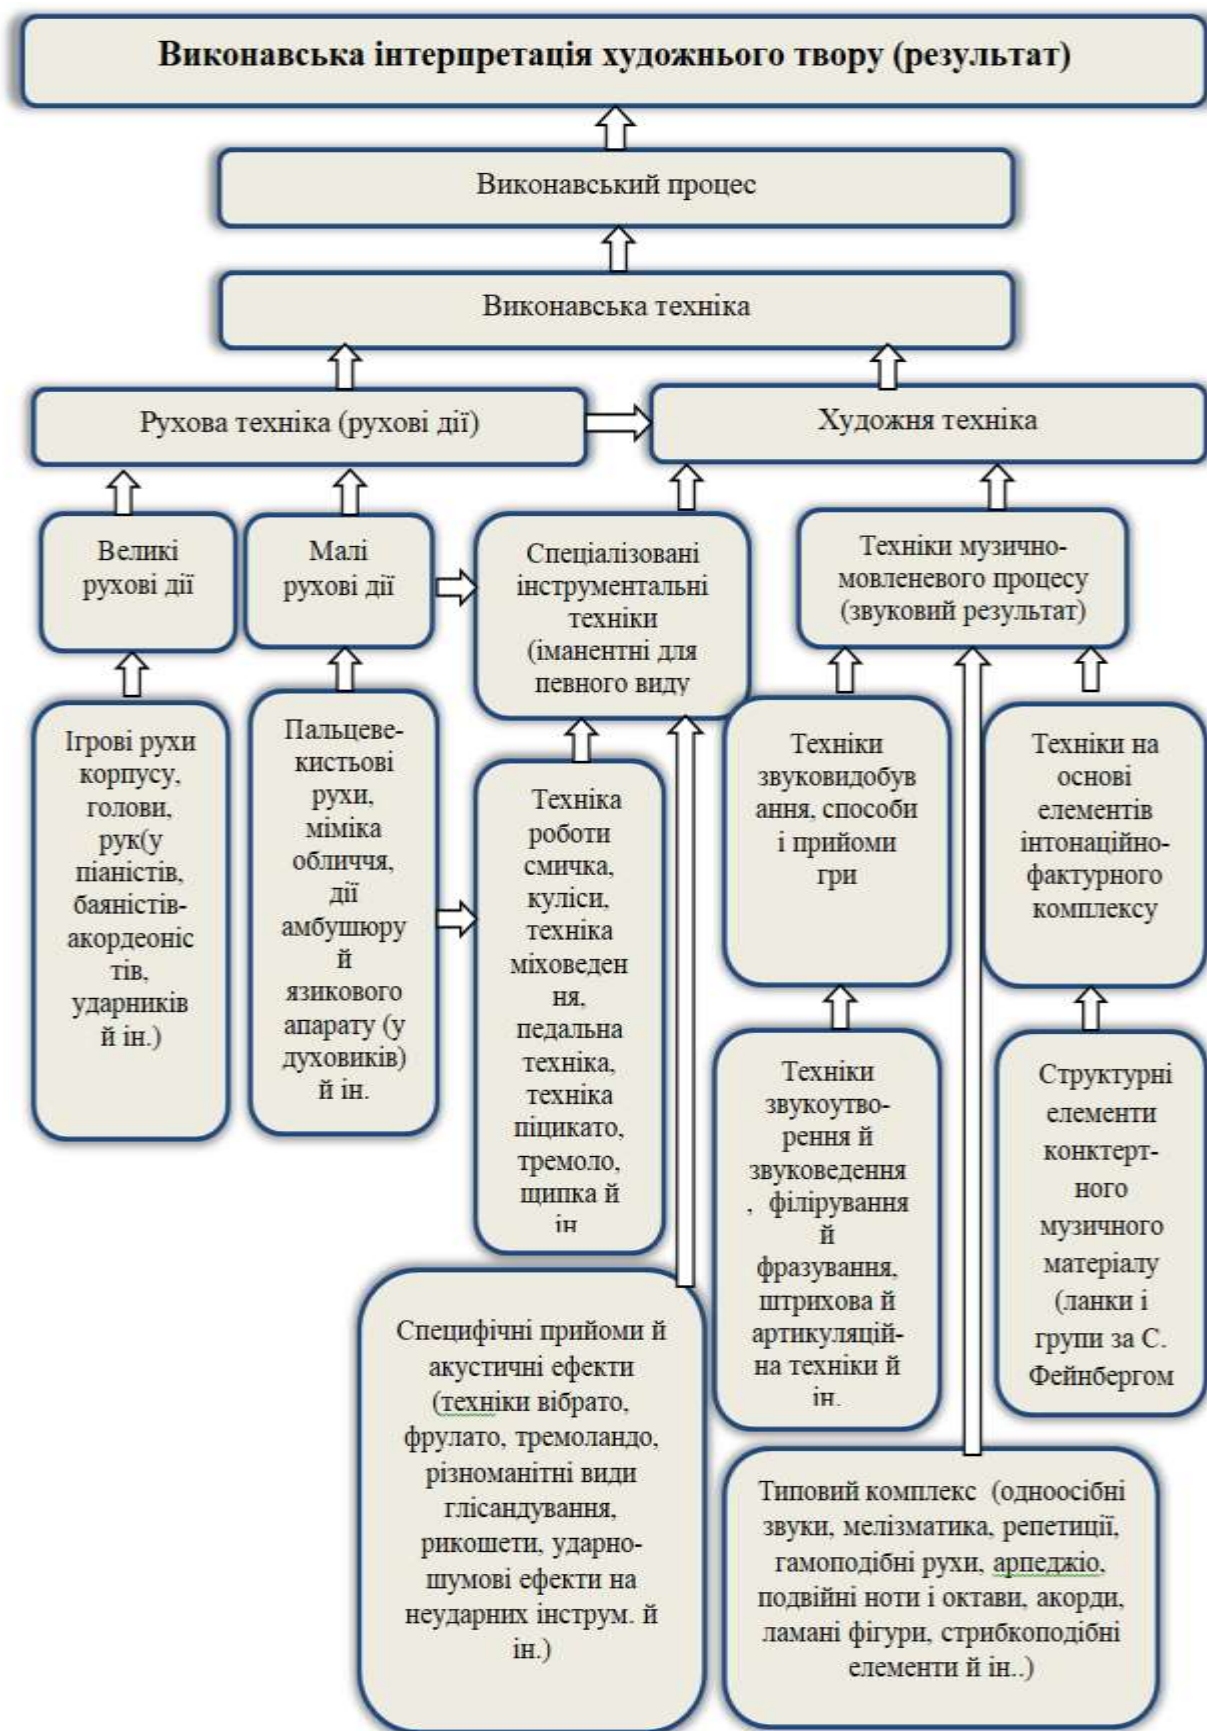 Виконавська інтерпретація художнього твору (результат)
Виконавський процес
Виконавська техніка
Рухова техніка (рухові дії)
Художня техніка
Великі
рухові дії
Малі
рухові дії
Спеціалізовані
інструментальні
техніки
(іманентні для
певного виду
Техніки музично-
мовленевого процесу
(звуковий результат)
Ігрові рухи
корпусу,
голови,
рук(у
піаністів,
баяністів-
акордеоніс
тів,
ударників
й ін.)
Пальцеве-
кистьові
рухи,
міміка
обличчя,
дії
амбушюру
й
язикового
апарату (у
духовиків)
й ін.
Техніка
роботи
смичка,
куліси,
техніка
міховеден
ня,
педальна
техніка,
техніка
піцикато,
тремоло,
щипка й
ін
Техніки
звуковидобув
ання, способи
і прийоми
гри
Техніки на
основі
елементів
інтонаційно-
фактурного
комплексу
Техніки
звукоутво-
рення й
звуковедення
, філірування
й
фразування,
штрихова й
артикуляцій-
на техніки й
ін.
Структурні
елементи
конктерт-
ного
музичного
матеріалу
(ланки і
групи за С.
Фейнбергом
Специфічні прийоми й
акустичні ефекти
(техніки вібрато,
фрулато, тремоландо,
різноманітні види
глісандування,
рикошети, ударно-
шумові ефекти на
неударних інструм. й
ін.)
Типовий комплекс (одноосібні
звуки, мелізматика, репетиції,
гамоподібні рухи, арпеджіо,
подвійні ноти і октави, акорди,
ламані фігури, стрибкоподібні
елементи й ін..)